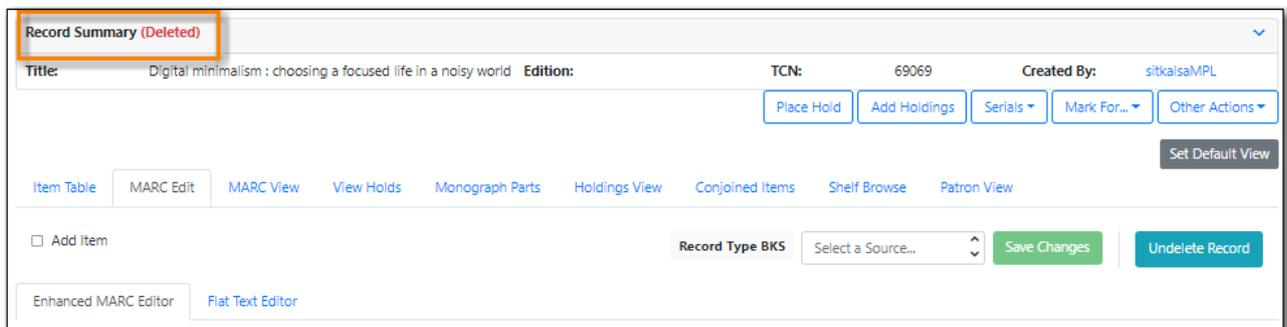 Record Summary (Deleted)
Title: Digital minimalism : choosing a focused life in a noisy world Edition: TCN: 69069 Created By: sitkalsaMPL
Place Hold Add Holdings Serials Mark For... Other Actions
Set Default View
Item Table MARC Edit MARC View View Holds Monograph Parts Holdings View Conjoined Items Shelf Browse Patron View
Add Item Record Type BKS Select a Source... Save Changes Undelete Record
Enhanced MARC Editor Flat Text Editor